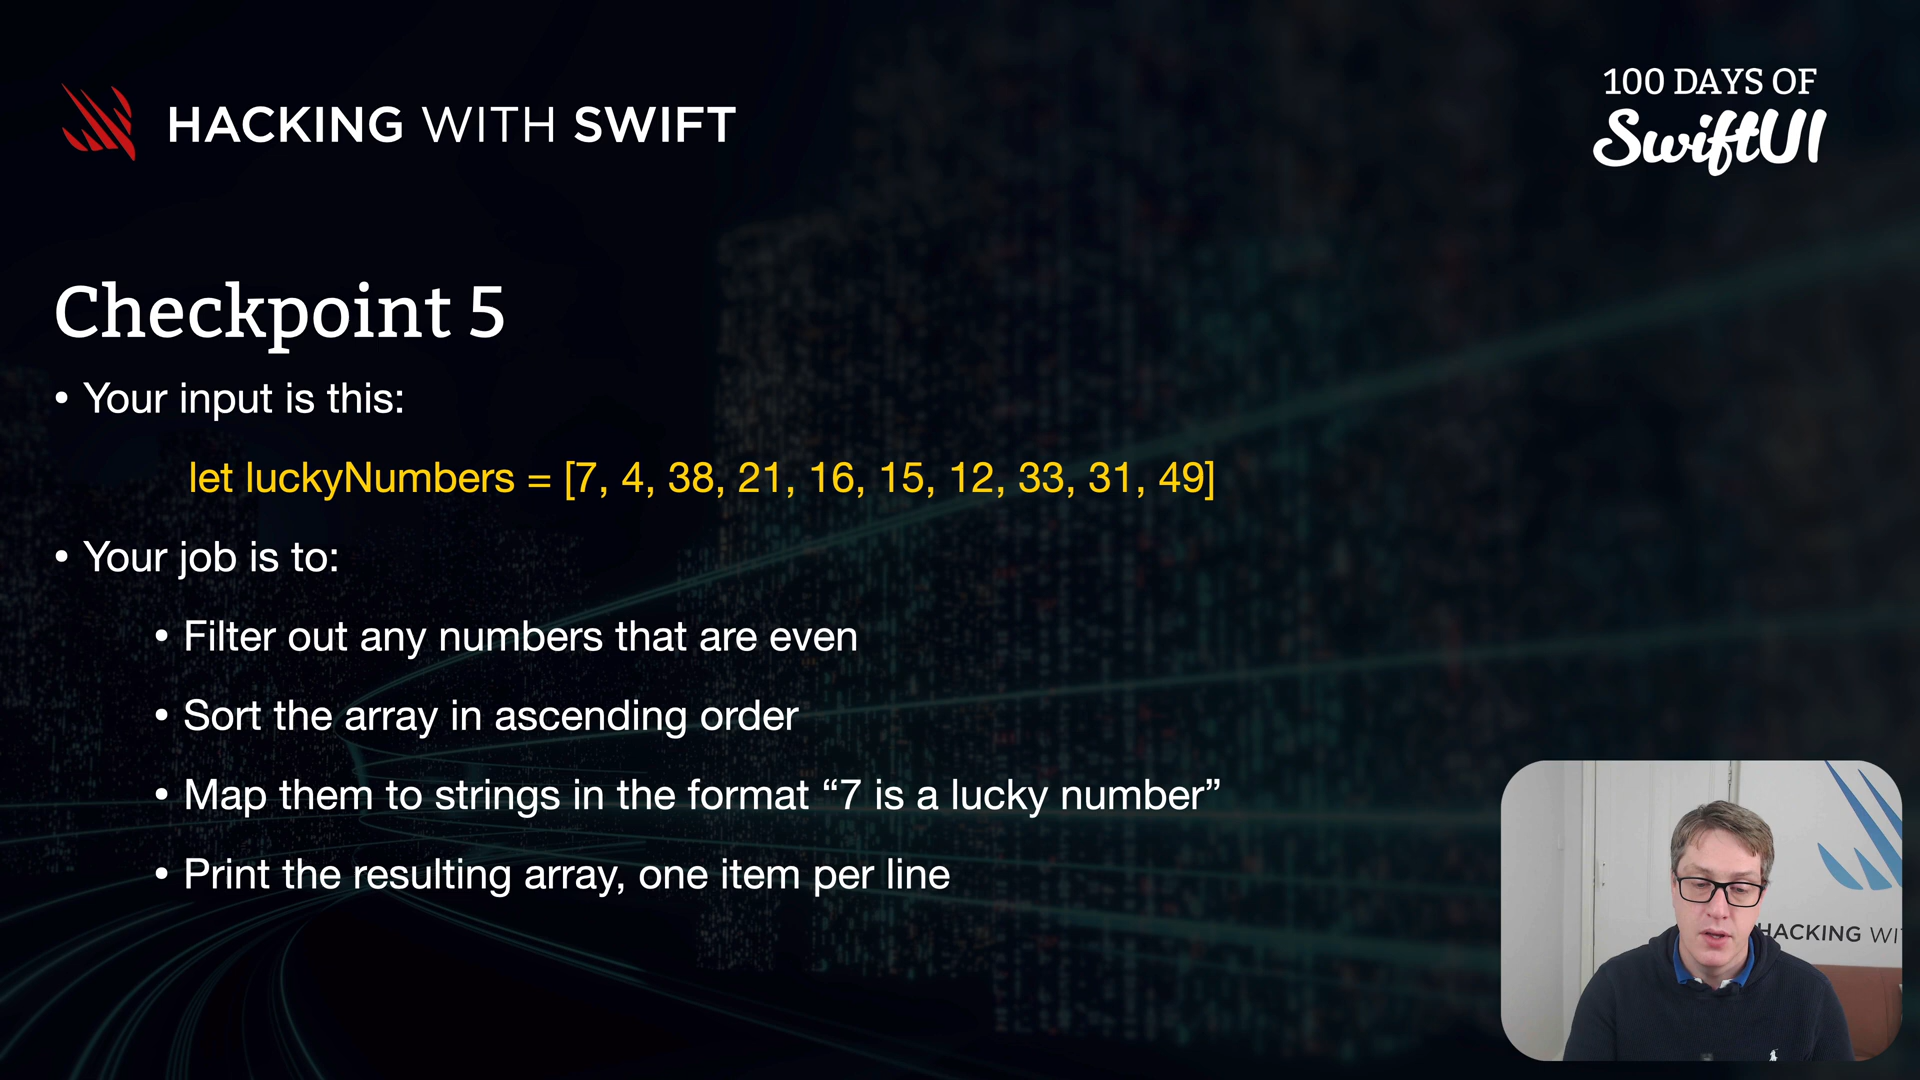 HACKING WITH SWIFT
100 DAYS OF
SwiftUI
Checkpoint 5
• Your input is this:
let luckyNumbers = [7, 4, 38, 21, 16, 15, 12, 33, 31, 49]
• Your job is to:
• Filter out any numbers that are even
• Sort the array in ascending order
• Map them to strings in the format “7 is a lucky number”
• Print the resulting array, one item per line
HACKING WI